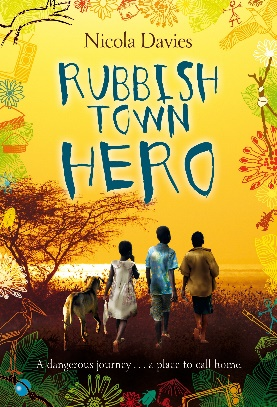 Nicola Davies
RUBBISH
TOWN
HERO
A dangerous journey . . . a place to call home.